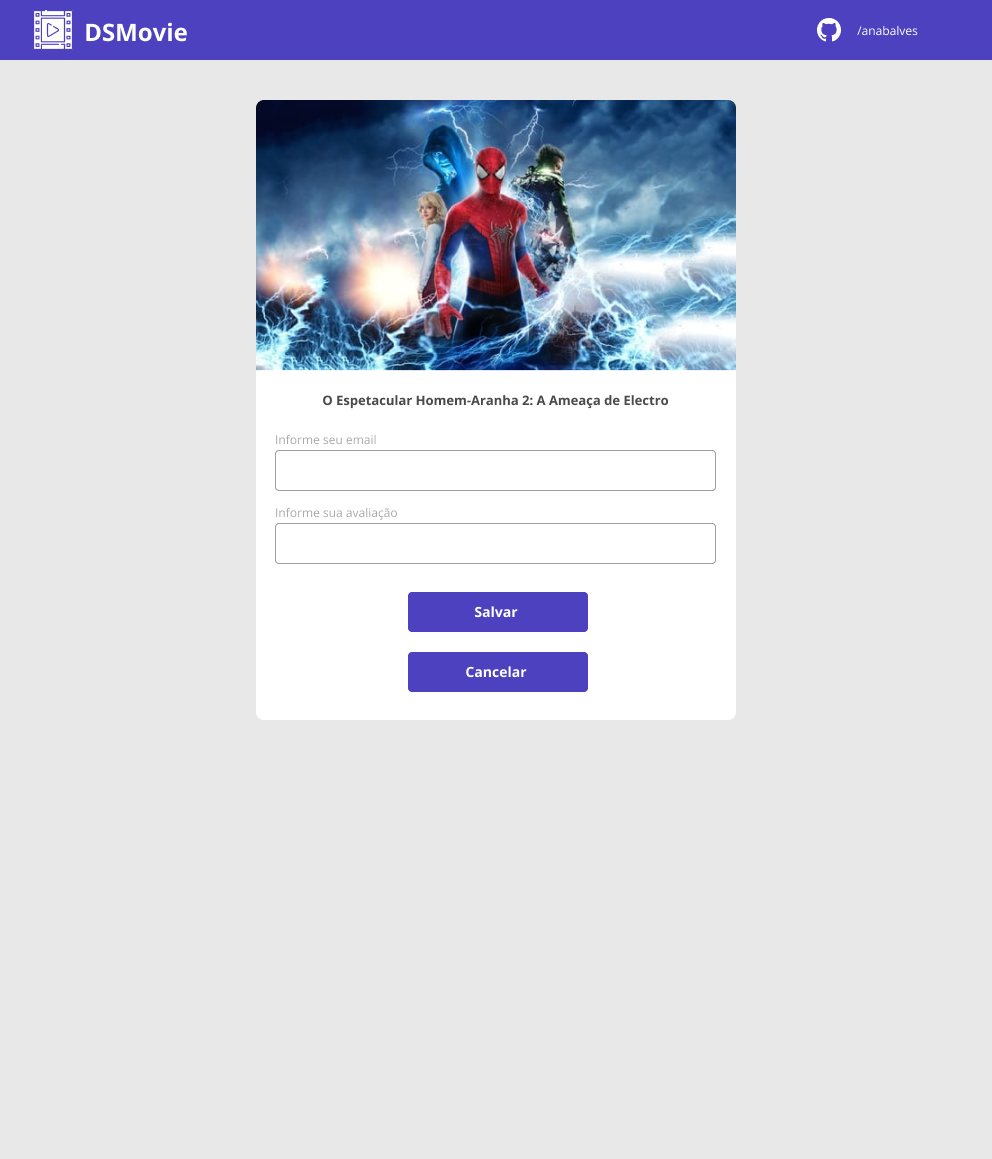 DSMovie
/anabalves
O Espetacular Homem-Aranha 2: A Ameaça de Electro
Informe seu email
Informe sua avaliação
Salvar
Cancelar